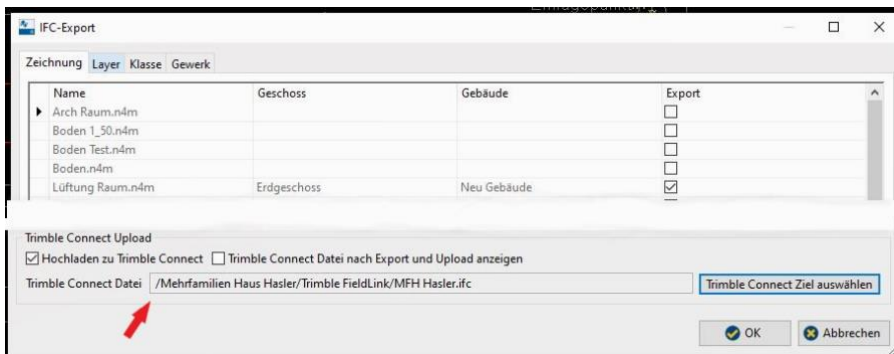 Einfügepunkt
IFC-Export
Zeichnung Layer Klasse Gewerk
Name Geschoss Gebäude Export
Arch Raum.n4m
Boden 1_50.n4m
Boden Test.n4m
Boden.n4m
Lüftung Raum.n4m Erdgeschoss Neu Gebäude
Trimble Connect Upload
Hochladen zu Trimble Connect Trimble Connect Datei nach Export und Upload anzeigen
Trimble Connect Datei /Mehrfamilien Haus Hasler/Trimble FieldLink/MFH Hasler.ifc Trimble Connect Ziel auswählen
OK Abbrechen